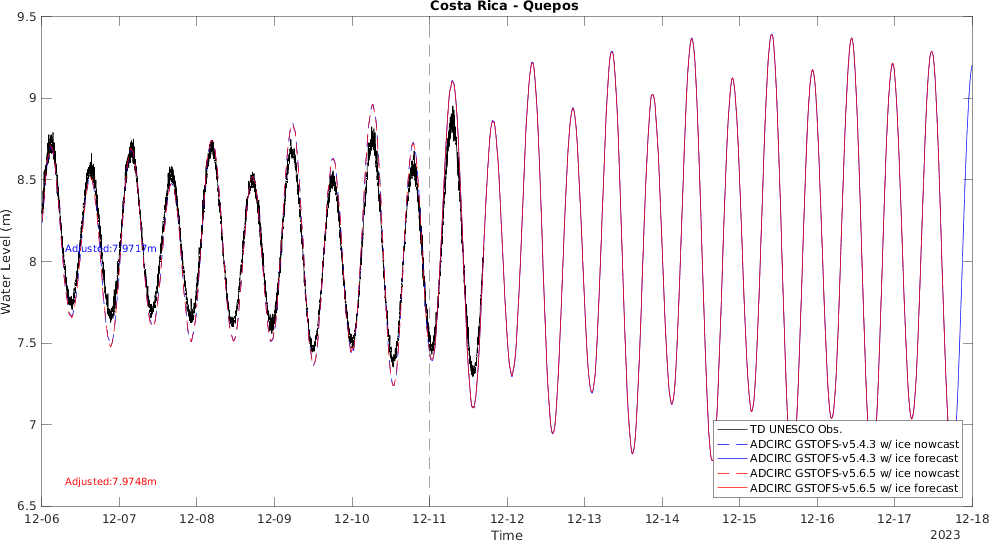 Costa Rica - Quepos
9.5
9
8.5
8
7.5
7
6.5
Water Level (m)
Adjusted:7.9717m
Adjusted:7.9748m
TD UNESCO Obs.
ADCIRC GSTOFS-v5.4.3 w/ ice nowcast
ADCIRC GSTOFS-v5.4.3 w/ ice forecast
ADCIRC GSTOFS-v5.6.5 w/ ice nowcast
ADCIRC GSTOFS-v5.6.5 w/ ice forecast
12-06 12-07 12-08 12-09 12-10 12-11 12-12 12-13 12-14 12-15 12-16 12-17 12-18
Time
2023